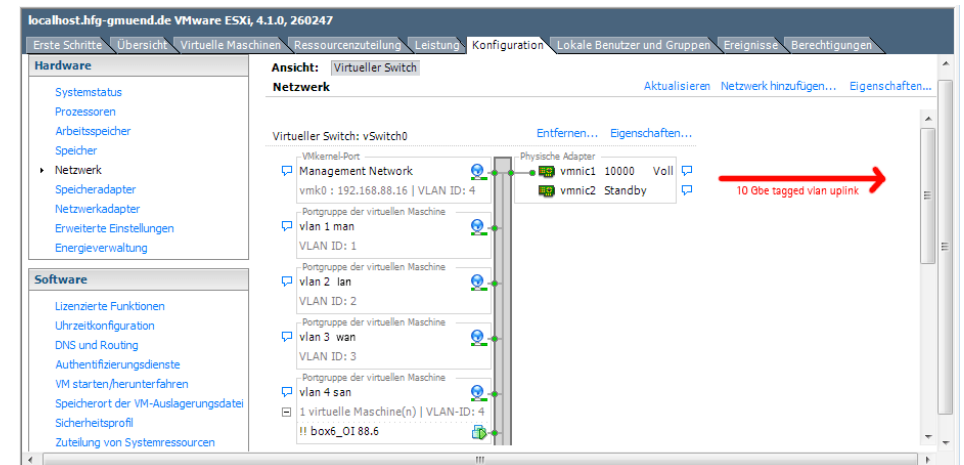 localhost.hfg-gmuend.de VMware ESXi, 4.1.0, 260247
Erste Schritte Übersicht Virtuelle Maschinen Ressourcenzuteilung Leistung Konfiguration Lokale Benutzer und Gruppen Ereignisse Berechtigungen
Hardware
Systemstatus
Prozessoren
Arbeitsspeicher
Speicher
Netzwerk
Speicheradapter
Netzwerkadapter
Erweiterte Einstellungen
Energieverwaltung
Software
Lizenzierte Funktionen
Uhrzeitkonfiguration
DNS und Routing
Authentifizierungsdienste
VM starten/herunterfahren
Speicherort der VM-Auslagerungsdatei
Sicherheitsprofil
Zuteilung von Systemressourcen
Ansicht: Virtueller Switch
Netzwerk Aktualisieren Netzwerk hinzufügen... Eigenschaften...
Virtueller Switch: vSwitch0 Entfernen... Eigenschaften...
VMkernel-Port
Management Network
vmk0 : 192.168.88.16 | VLAN ID: 4
Portgruppe der virtuellen Maschine
vlan 1 man
VLAN ID: 1
Portgruppe der virtuellen Maschine
vlan 2 lan
VLAN ID: 2
Portgruppe der virtuellen Maschine
vlan 3 wan
VLAN ID: 3
Portgruppe der virtuellen Maschine
vlan 4 san
1 virtuelle Maschine(n) | VLAN-ID: 4
!! box6_OI 88.6
Physische Adapter
vmnic1 10000 Voll
vmnic2 Standby
10 Gbe tagged vlan uplink